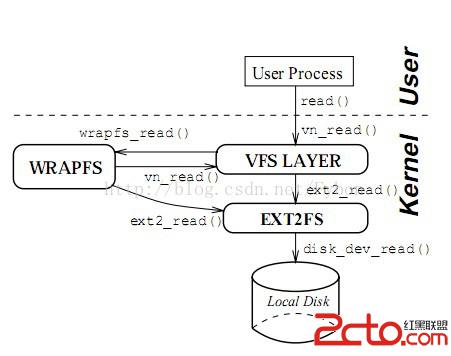 User Process
User
read()
Kernel
wrapfs_read()
vn_read()
WRAPFS
VFS LAYER
vn_read()
http://blog.csdn.net/
ext2_read()
ext2_read()
EXT2FS
disk_dev_read()
Local Disk
2cto
红黑联盟
.com